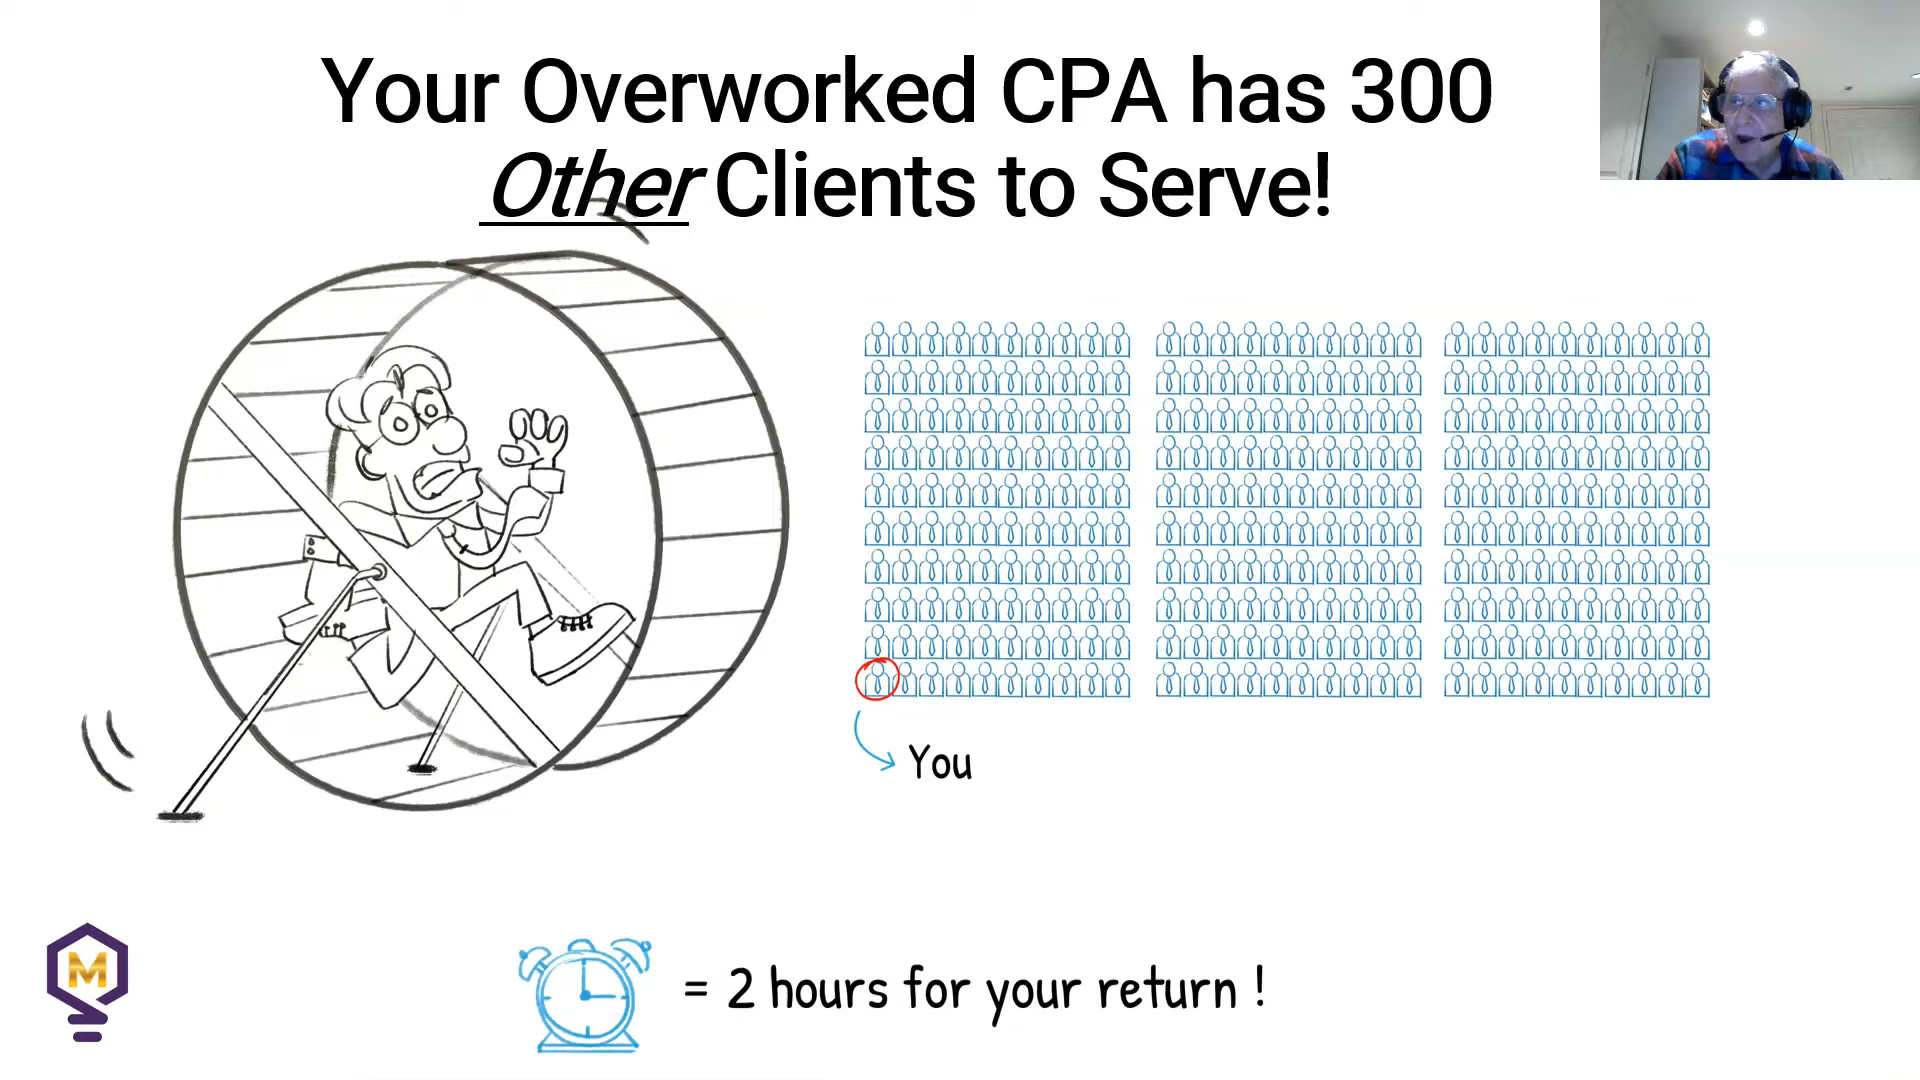 Your Overworked CPA has 300
Other Clients to Serve!
You
= 2 hours for your return !
M